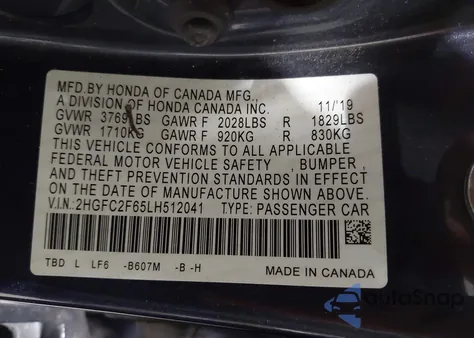 MFD.BY HONDA OF CANADA MFG.,
A DIVISION OF HONDA CANADA INC. 11/'19
GVWR 3769LBS GAWR F 2028LBS R 1829LBS
GVWR 1710KG GAWR F 920KG R 830KG
THIS VEHICLE CONFORMS TO ALL APPLICABLE
FEDERAL MOTOR VEHICLE SAFETY , BUMPER ,
AND THEFT PREVENTION STANDARDS IN EFFECT
ON THE DATE OF MANUFACTURE SHOWN ABOVE.
V.I.N.:2HGFC2F65LH512041 TYPE: PASSENGER CAR
TBD L LF6 -B607M -B -H
MADE IN CANADA
AutoSnap